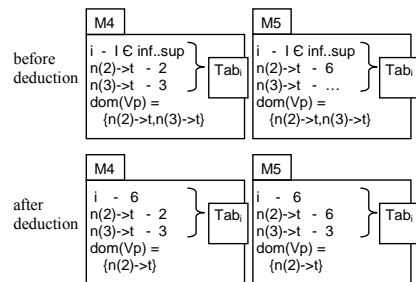 M4
M5
before
deduction
i - I Є inf..sup
n(2)->t - 2
n(3)->t - 3
dom(Vp) =
{n(2)->t,n(3)->t}
Tabi
i - I Є inf..sup
n(2)->t - 6
n(3)->t - ...
dom(Vp) =
{n(2)->t,n(3)->t}
Tabi
M4
M5
after
deduction
i - 6
n(2)->t - 2
n(3)->t - 3
dom(Vp) =
{n(2)->t}
Tabi
i - 6
n(2)->t - 6
n(3)->t - 3
dom(Vp) =
{n(2)->t}
Tabi